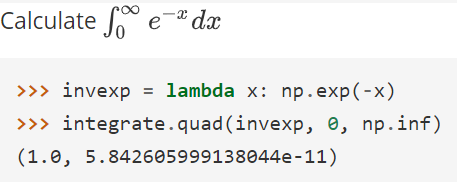 Calculate ∫₀^∞ e⁻ˣ dx
>>> invexp = lambda x: np.exp(-x)
>>> integrate.quad(invexp, 0, np.inf)
(1.0, 5.842605999138044e-11)